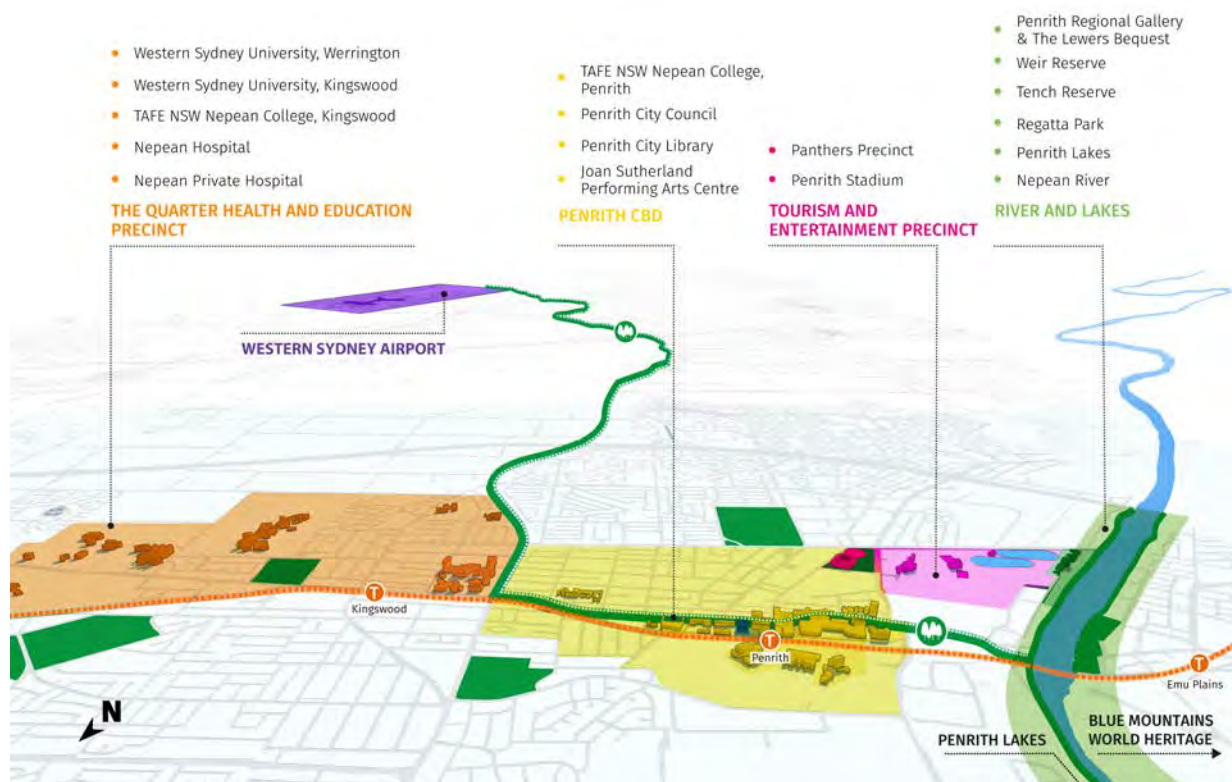 Western Sydney University, Werrington
Western Sydney University, Kingswood
TAFE NSW Nepean College, Kingswood
Nepean Hospital
Nepean Private Hospital
THE QUARTER HEALTH AND EDUCATION
PRECINCT
TAFE NSW Nepean College,
Penrith
Penrith City Council
Penrith City Library
Joan Sutherland
Performing Arts Centre
PENRITH CBD
Panthers Precinct
Penrith Stadium
TOURISM AND
ENTERTAINMENT PRECINCT
Penrith Regional Gallery
& The Lewers Bequest
Weir Reserve
Tench Reserve
Regatta Park
Penrith Lakes
Nepean River
RIVER AND LAKES
WESTERN SYDNEY AIRPORT
T
Kingswood
T
Penrith
T
Emu Plains
N
PENRITH LAKES
BLUE MOUNTAINS
WORLD HERITAGE